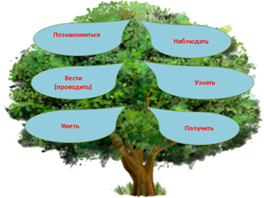 Познакомиться
Наблюдать
Вести
(проводить)
Узнать
Уметь
Получить